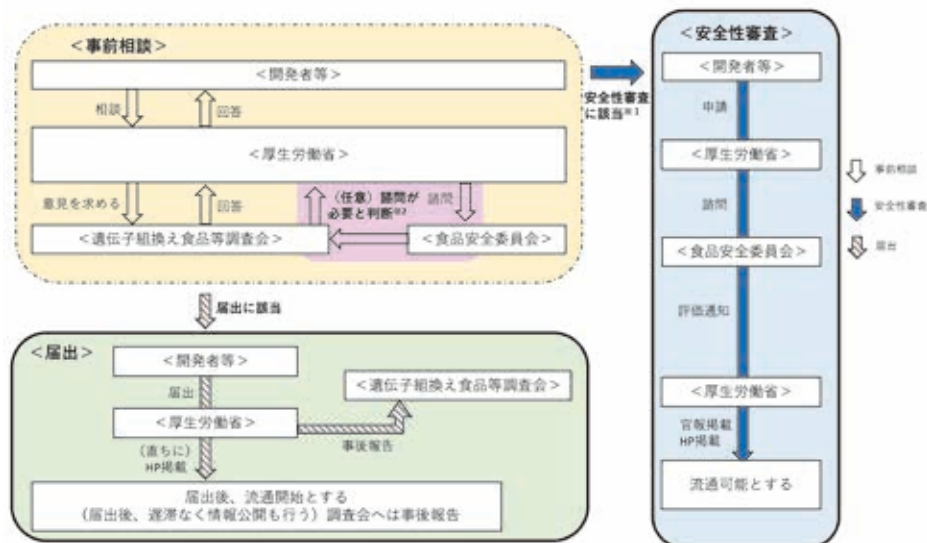 ＜事前相談＞
＜開発者等＞
相談
回答
＜厚生労働省＞
意見を求める
回答
（任意）諮問が
必要と判断※2
諮問
＜遺伝子組換え食品等調査会＞
＜食品安全委員会＞
安全性審査
に該当※1
届出に該当
＜届出＞
＜開発者等＞
届出
＜厚生労働省＞
＜遺伝子組換え食品等調査会＞
事後報告
（直ちに）
HP掲載
届出後、流通開始とする
（届出後、遅滞なく情報公開も行う）調査会へは事後報告
＜安全性審査＞
＜開発者等＞
申請
＜厚生労働省＞
諮問
＜食品安全委員会＞
評価通知
＜厚生労働省＞
官報掲載
HP掲載
流通可能とする
事前相談
安全性審査
届出